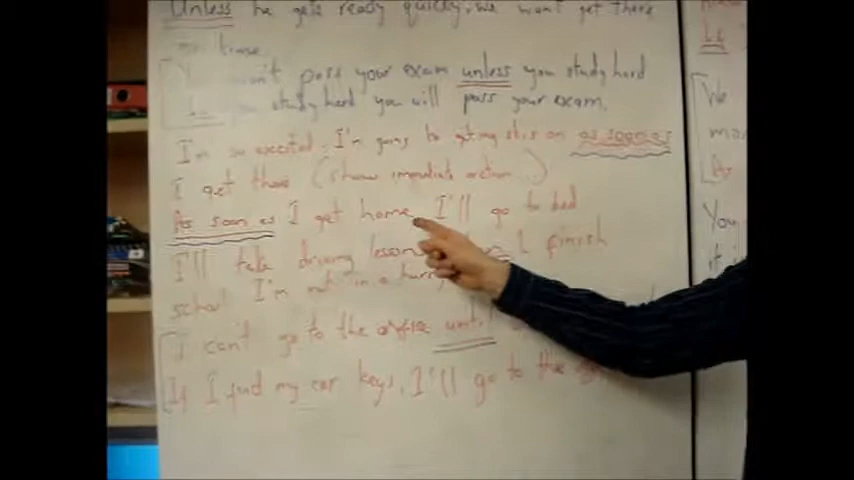 Unless he gets ready quickly, we won't get there
on time.
won't pass your exam unless you study hard
If you study hard you will pass your exam.
I'm so excited. I'm going to my skis on as soon as
I get there (shows immediate action...)
As soon as I get home, I'll go to bed
I'll take driving lessons I finish
school I'm not in a hurry
I can't go to the office until
If I find my car keys, I'll go to the
If
We
As
You